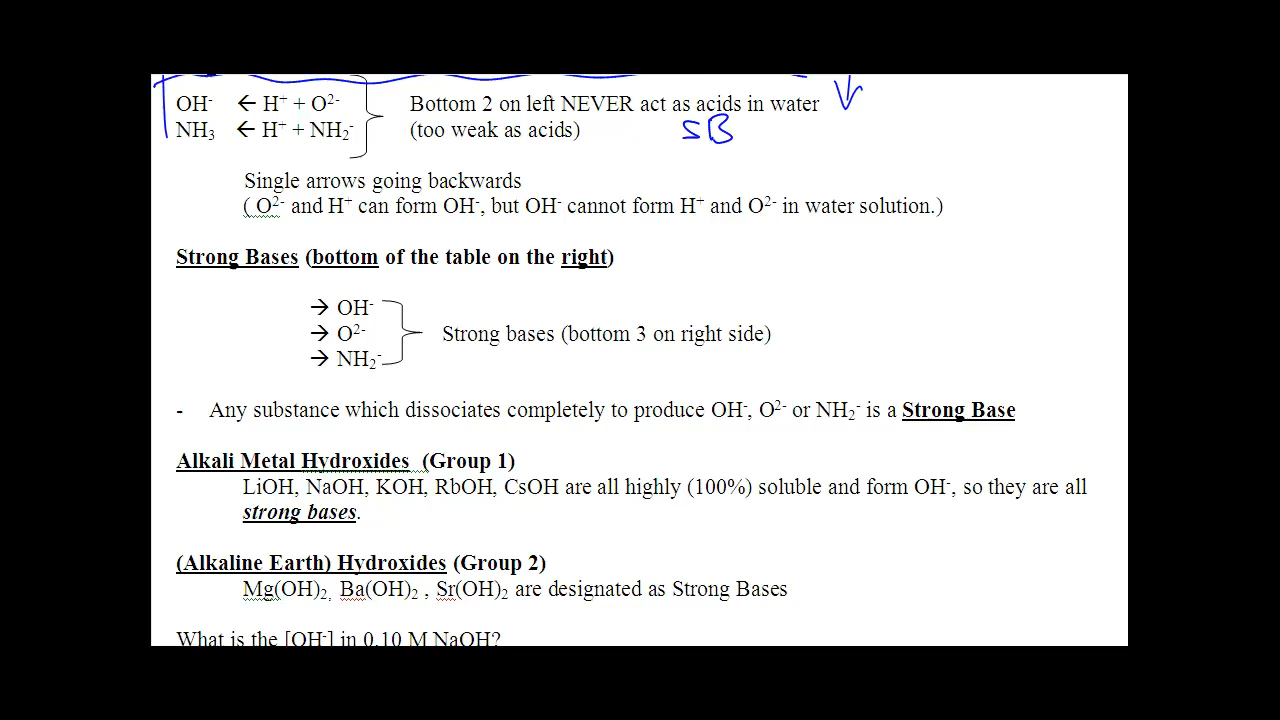 OH⁻ ← H⁺ + O²⁻ Bottom 2 on left NEVER act as acids in water
NH₃ ← H⁺ + NH₂⁻ (too weak as acids) SB
Single arrows going backwards
( O²⁻ and H⁺ can form OH⁻, but OH⁻ cannot form H⁺ and O²⁻ in water solution.)
Strong Bases (bottom of the table on the right)
→ OH⁻
→ O²⁻ Strong bases (bottom 3 on right side)
→ NH₂⁻
- Any substance which dissociates completely to produce OH⁻, O²⁻ or NH₂⁻ is a Strong Base
Alkali Metal Hydroxides (Group 1)
LiOH, NaOH, KOH, RbOH, CsOH are all highly (100%) soluble and form OH⁻, so they are all
strong bases.
(Alkaline Earth) Hydroxides (Group 2)
Mg(OH)₂, Ba(OH)₂ , Sr(OH)₂ are designated as Strong Bases
What is the [OH⁻] in 0.10 M NaOH?